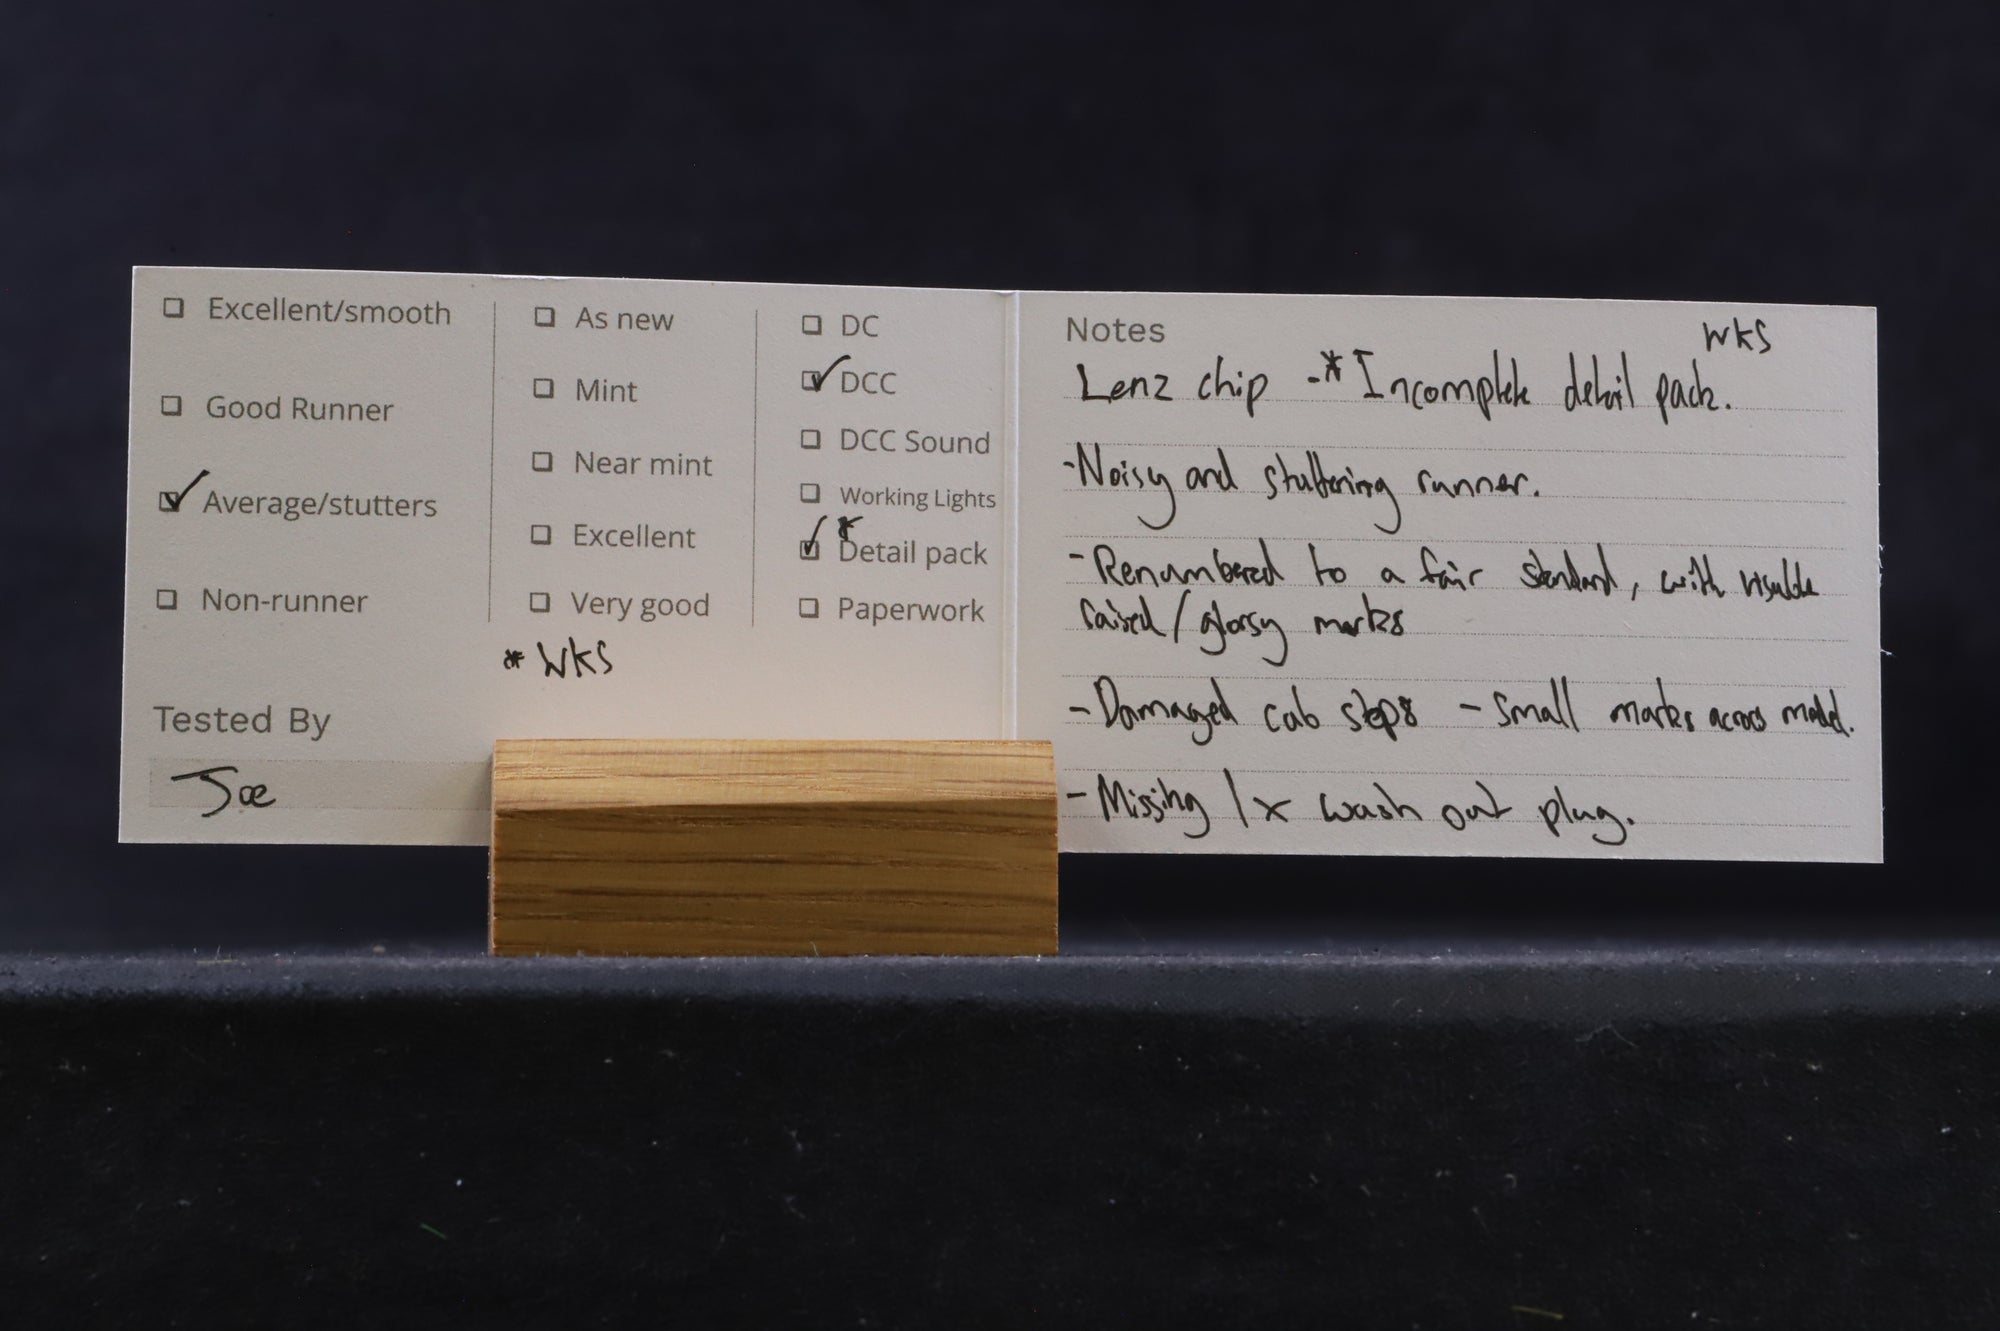 Excellent/smooth
Good Runner
Average/stutters
Non-runner
Tested By
Joe
As new
Mint
Near mint
Excellent
Very good
* WKS
DC
DCC
DCC Sound
Working Lights
*
Detail pack
Paperwork
Notes
WKS
Lenz chip -* Incomplete detail pack.
-Noisy and stuttering runner.
-Renumbered to a fair standard, with visible
raised/glossy marks
-Damaged cab steps - Small marks across model.
-Missing 1x wash out plug.